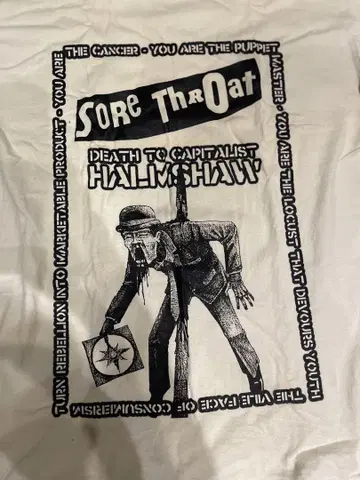 SORE THROAT
DEATH TO CAPITALIST
HALMSHAW
YOU ARE THE CANCER - YOU ARE THE PUPPET
MASTER - YOU ARE THE LOCUST THAT DEVOURS YOUTH
THE VILE FACE OF CONSUMERISM
TURN REBELLION INTO MARKETABLE PRODUCT -